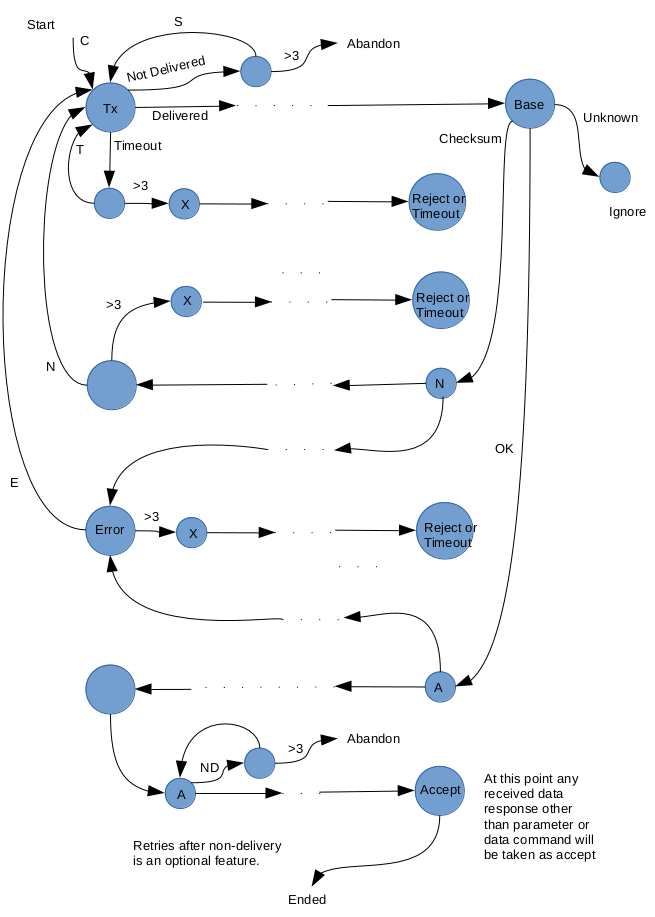 Start
S
C
>3
Abandon
Not Delivered
Tx
Base
Delivered
Unknown
Checksum
T
Timeout
>3
X
Reject or
Timeout
Ignore
>3
X
Reject or
Timeout
N
N
OK
E
Error
>3
X
Reject or
Timeout
A
>3
Abandon
ND
A
Accept
At this point any
received data
response other
than parameter or
data command will
be taken as accept
Retries after non-delivery
is an optional feature.
Ended